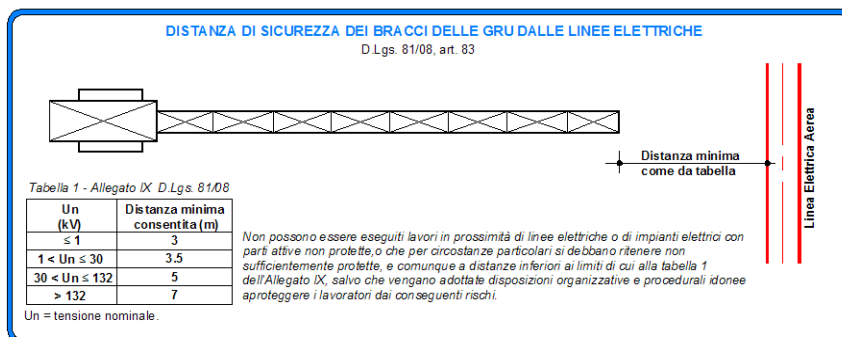 DISTANZA DI SICUREZZA DEI BRACCI DELLE GRU DALLE LINEE ELETTRICHE
D.Lgs. 81/08, art. 83
Distanza minima
come da tabella
Linea Elettrica Aerea
Tabella 1 - Allegato IX D.Lgs. 81/08
Un (kV) Distanza minima consentita (m)
≤ 1 3
1 < Un ≤ 30 3.5
30 < Un ≤ 132 5
> 132 7
Un = tensione nominale.
Non possono essere eseguiti lavori in prossimità di linee elettriche o di impianti elettrici con
parti attive non protette,o che per circostanze particolari si debbano ritenere non
sufficientemente protette, e comunque a distanze inferiori ai limiti di cui alla tabella 1
dell'Allegato IX, salvo che vengano adottate disposizioni organizzative e procedurali idonee
aproteggere i lavoratori dai conseguenti rischi.